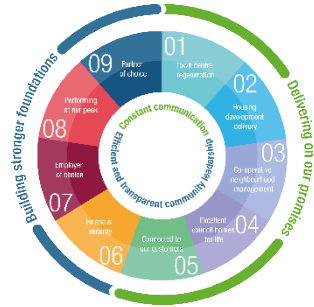 Building stronger foundations
Delivering on our promises
Constant communication
Efficient and transparent community leadership
01
Town centre
regeneration
02
Housing
development
delivery
03
Co-operative
neighbourhood
management
04
Excellent
council homes
for life
05
Connected to
our customers
06
Financial
security
07
Employer
of choice
08
Performing
at our peak
09
Partner
of choice